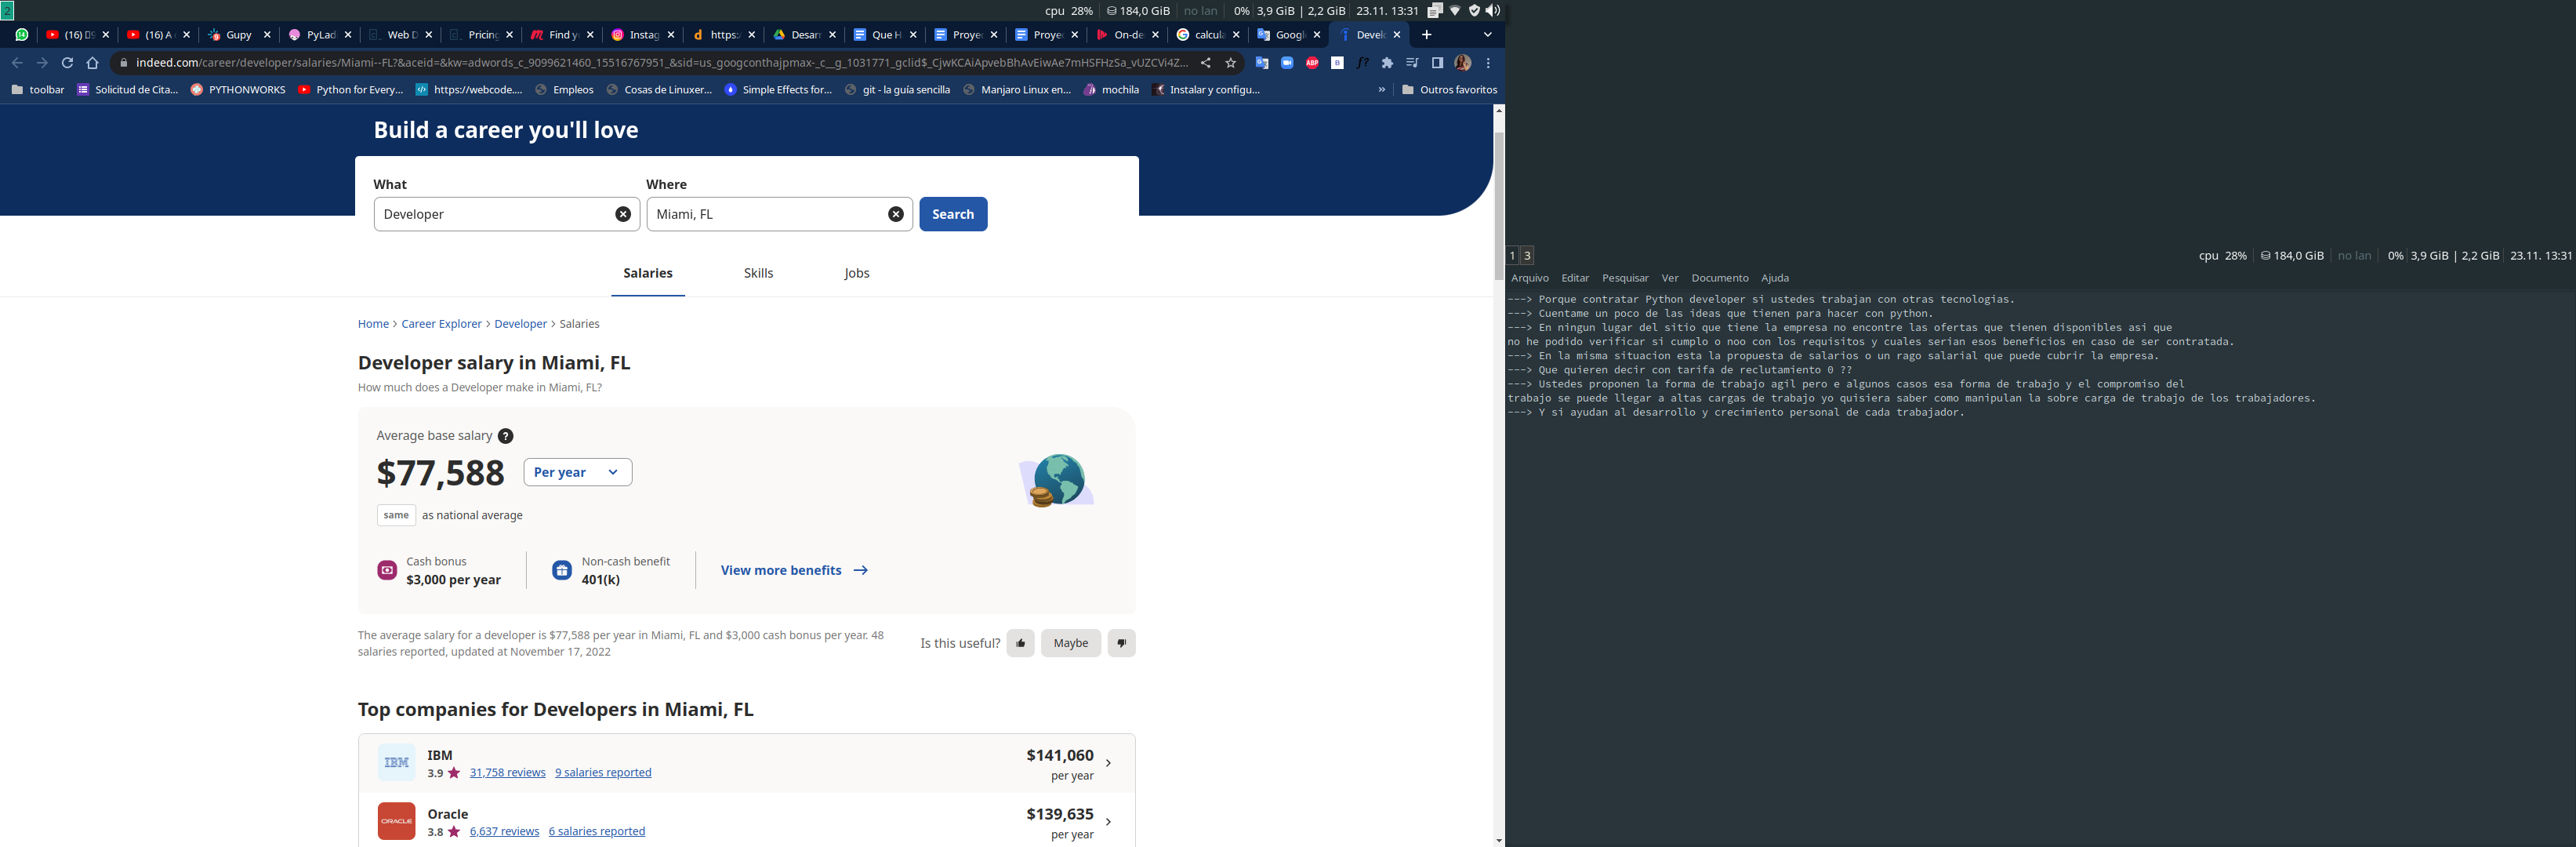 2
cpu 28% 184,0 GiB no lan 0% 3,9 GiB | 2,2 GiB 23.11. 13:31
(16) (16) A Gupy PyLad Web D Pricing Find y Instag https: Desarr Que H Proyec Proyec On-de calcula Googl Develo
indeed.com/career/developer/salaries/Miami--FL?&aceid=&kw=adwords_c_9099621460_15516767951_&sid=us_googconthajpmax-_c__g_1031771_gclid$_CjwKCAiApvebBhAvEiwAe7mHSFHzSa_vUZCVi4Z...
toolbar Solicitud de Cita... PYTHONWORKS Python for Every... https://webcode.... Empleos Cosas de Linuxer... Simple Effects for... git - la guía sencilla Manjaro Linux en... mochila Instalar y configu... » Outros favoritos
Build a career you'll love
What Where
Developer Miami, FL Search
Salaries Skills Jobs
Home > Career Explorer > Developer > Salaries
Developer salary in Miami, FL
How much does a Developer make in Miami, FL?
Average base salary ?
$77,588 Per year
same as national average
Cash bonus
$3,000 per year
Non-cash benefit
401(k)
View more benefits
The average salary for a developer is $77,588 per year in Miami, FL and $3,000 cash bonus per year. 48
salaries reported, updated at November 17, 2022
Is this useful? Maybe
Top companies for Developers in Miami, FL
IBM
IBM
3.9 31,758 reviews 9 salaries reported
$141,060
per year
ORACLE
Oracle
3.8 6,637 reviews 6 salaries reported
$139,635
per year
1 3
cpu 28% 184,0 GiB no lan 0% 3,9 GiB | 2,2 GiB 23.11. 13:31
Arquivo Editar Pesquisar Ver Documento Ajuda
---> Porque contratar Python developer si ustedes trabajan con otras tecnologias.
---> Cuentame un poco de las ideas que tienen para hacer con python.
---> En ningun lugar del sitio que tiene la empresa no encontre las ofertas que tienen disponibles asi que
no he podido verificar si cumplo o noo con los requisitos y cuales serian esos beneficios en caso de ser contratada.
---> En la misma situacion esta la propuesta de salarios o un rago salarial que puede cubrir la empresa.
---> Que quieren decir con tarifa de reclutamiento 0 ??
---> Ustedes proponen la forma de trabajo agil pero e algunos casos esa forma de trabajo y el compromiso del
trabajo se puede llegar a altas cargas de trabajo yo quisiera saber como manipulan la sobre carga de trabajo de los trabajadores.
---> Y si ayudan al desarrollo y crecimiento personal de cada trabajador.